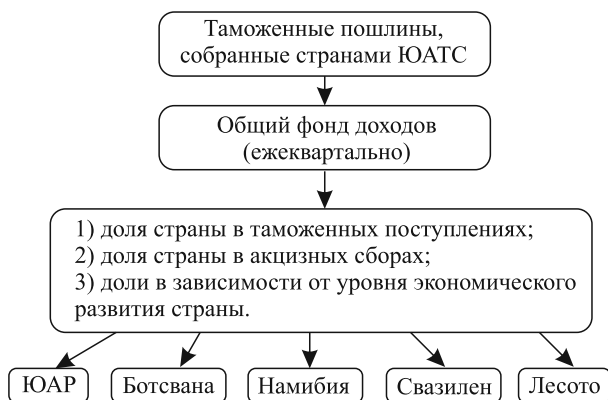 Таможенные пошлины,
собранные странами ЮАТС
Общий фонд доходов
(ежеквартально)
1) доля страны в таможенных поступлениях;
2) доля страны в акцизных сборах;
3) доли в зависимости от уровня экономического
развития страны.
ЮАР Ботсвана Намибия Свазилен Лесото